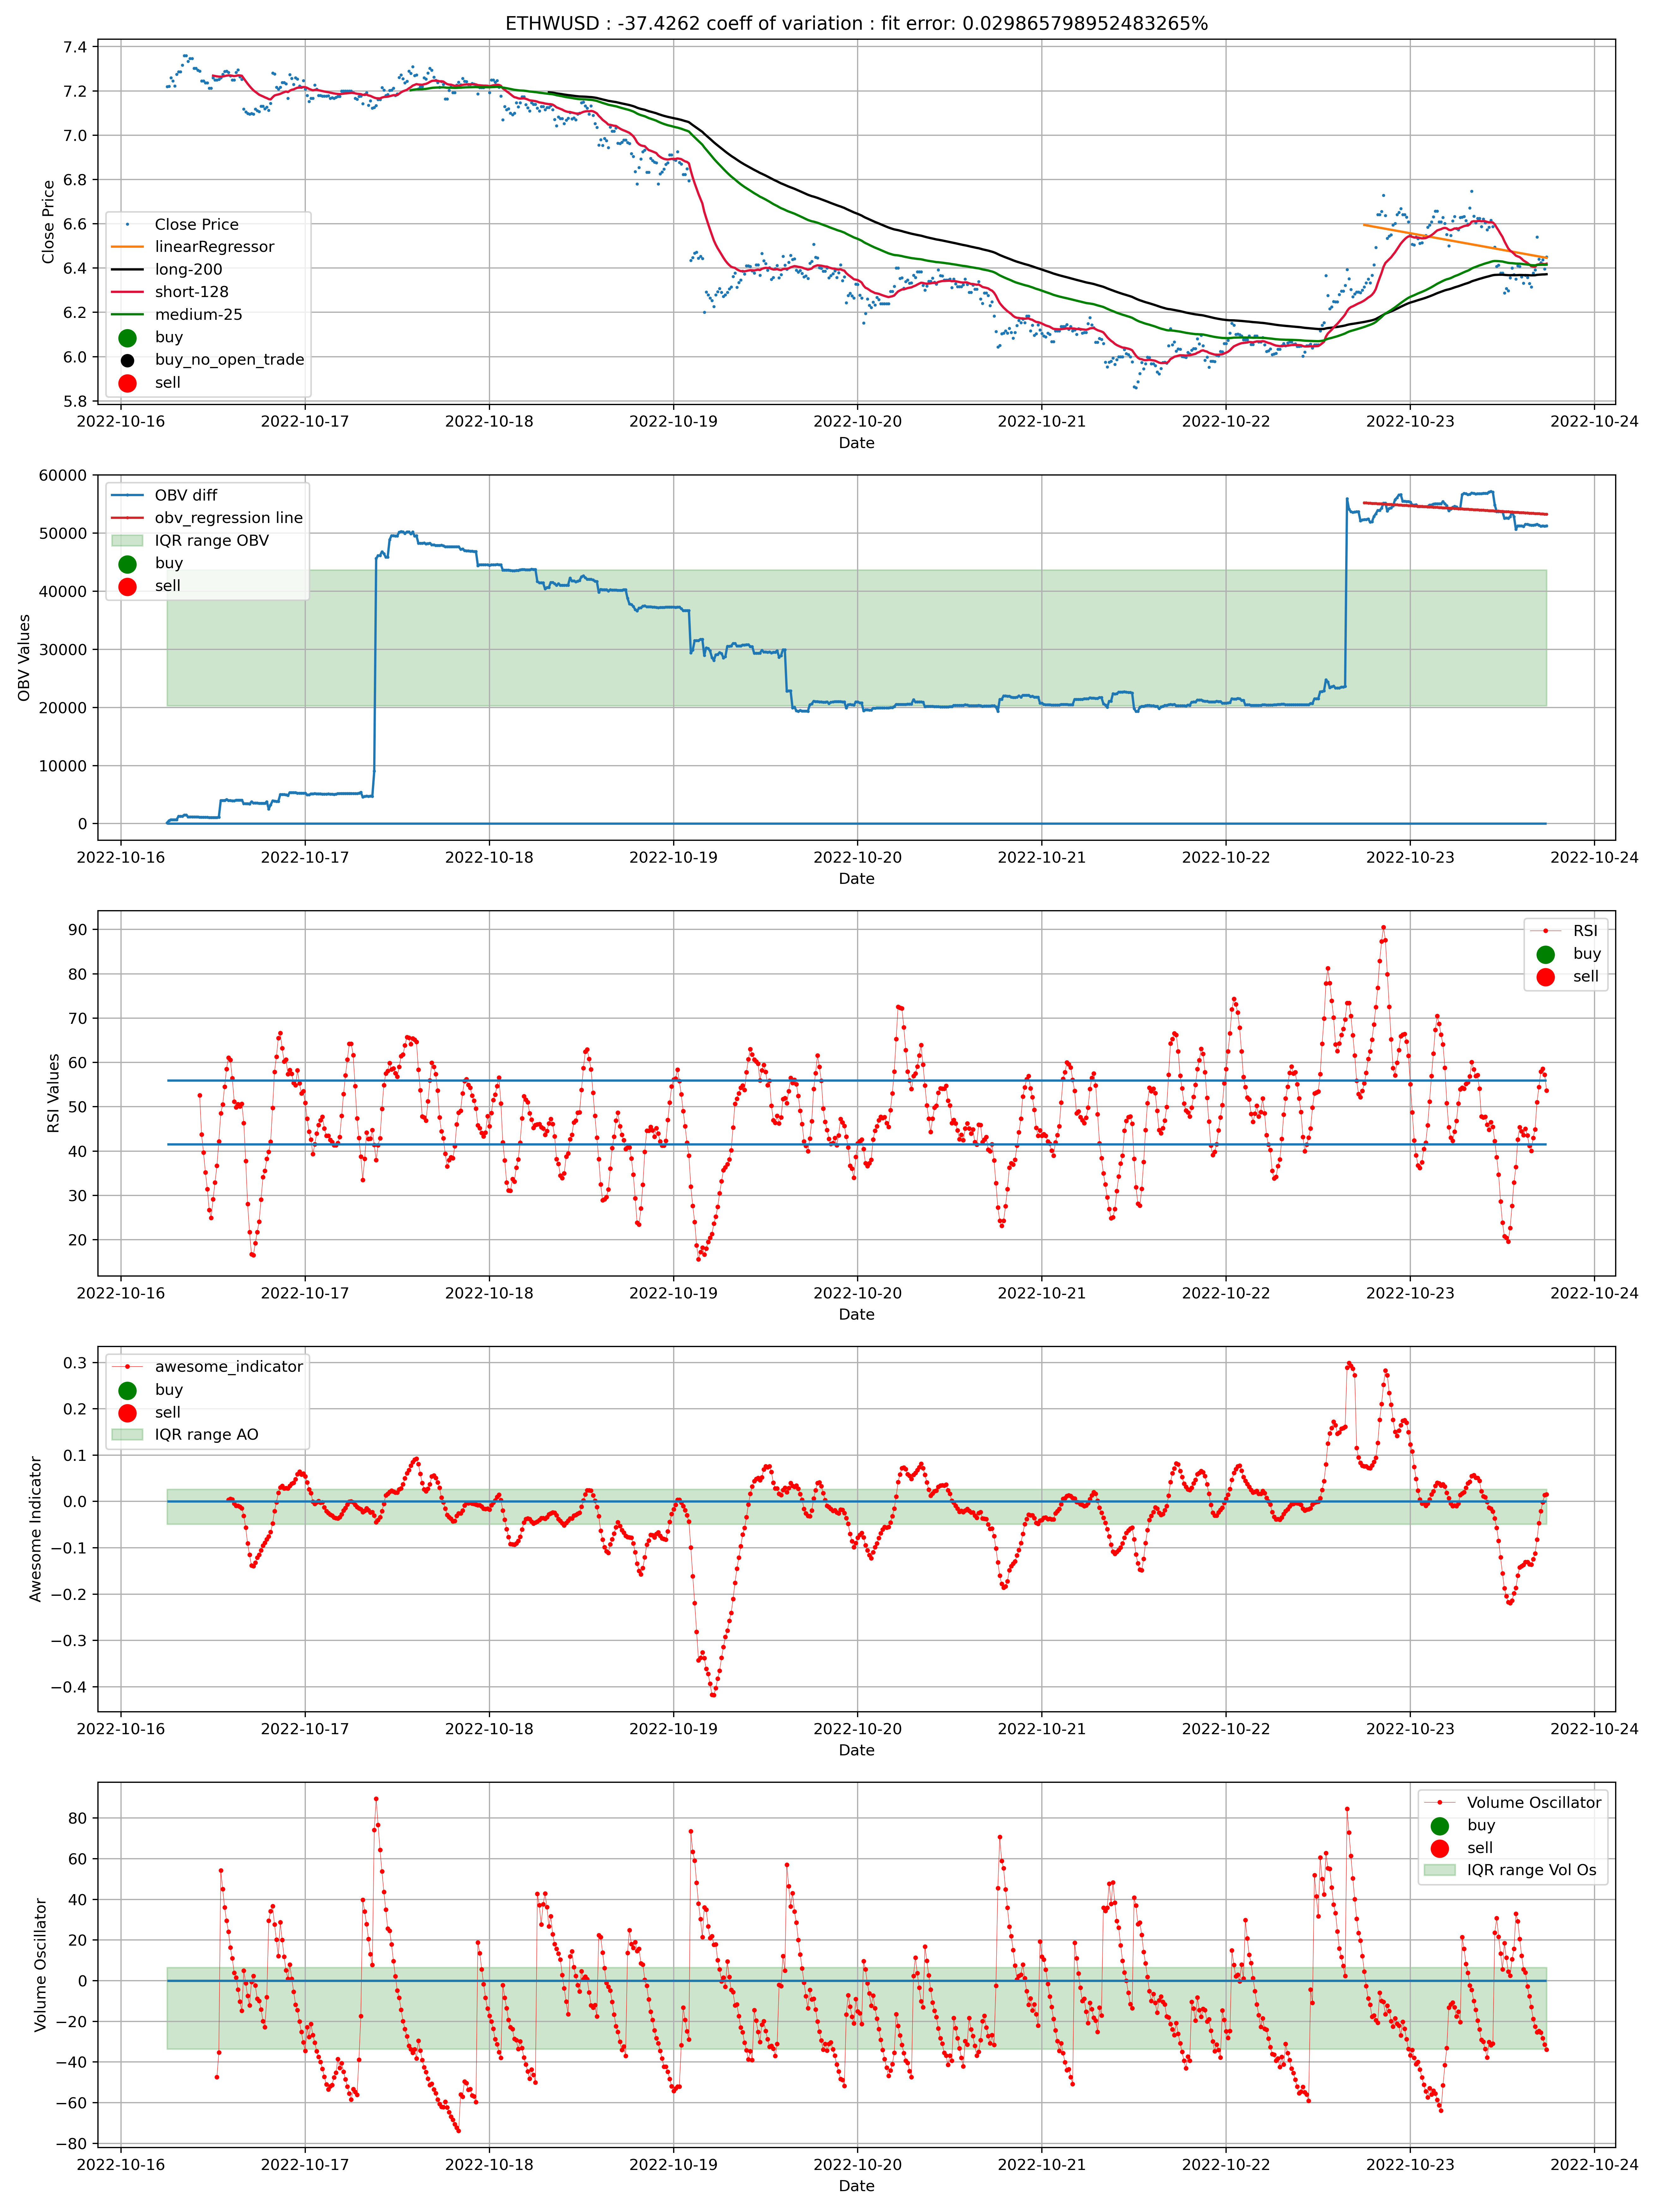 ETHWUSD : -37.4262 coeff of variation : fit error: 0.029865798952483265%
7.4
7.2
7.0
6.8
6.6
6.4
6.2
6.0
5.8
Close Price
Close Price
linearRegressor
long-200
short-128
medium-25
buy
buy_no_open_trade
sell
2022-10-16 2022-10-17 2022-10-18 2022-10-19 2022-10-20 2022-10-21 2022-10-22 2022-10-23 2022-10-24
Date
60000
50000
40000
30000
20000
10000
0
OBV Values
OBV diff
obv_regression line
IQR range OBV
buy
sell
2022-10-16 2022-10-17 2022-10-18 2022-10-19 2022-10-20 2022-10-21 2022-10-22 2022-10-23 2022-10-24
Date
90
80
70
60
50
40
30
20
RSI Values
RSI
buy
sell
2022-10-16 2022-10-17 2022-10-18 2022-10-19 2022-10-20 2022-10-21 2022-10-22 2022-10-23 2022-10-24
Date
0.3
0.2
0.1
0.0
−0.1
−0.2
−0.3
−0.4
Awesome Indicator
awesome_indicator
buy
sell
IQR range AO
2022-10-16 2022-10-17 2022-10-18 2022-10-19 2022-10-20 2022-10-21 2022-10-22 2022-10-23 2022-10-24
Date
80
60
40
20
0
−20
−40
−60
−80
Volume Oscillator
Volume Oscillator
buy
sell
IQR range Vol Os
2022-10-16 2022-10-17 2022-10-18 2022-10-19 2022-10-20 2022-10-21 2022-10-22 2022-10-23 2022-10-24
Date